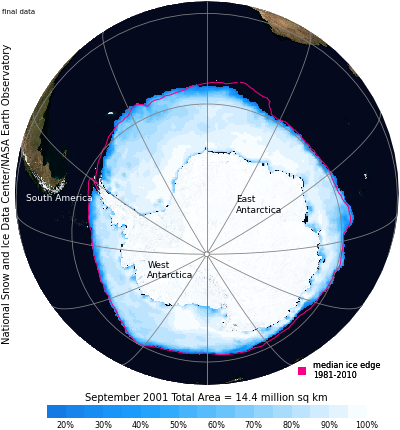 final data
National Snow and Ice Data Center/NASA Earth Observatory
South America
East
Antarctica
West
Antarctica
median ice edge
1981-2010
September 2001 Total Area = 14.4 million sq km
20% 30% 40% 50% 60% 70% 80% 90% 100%